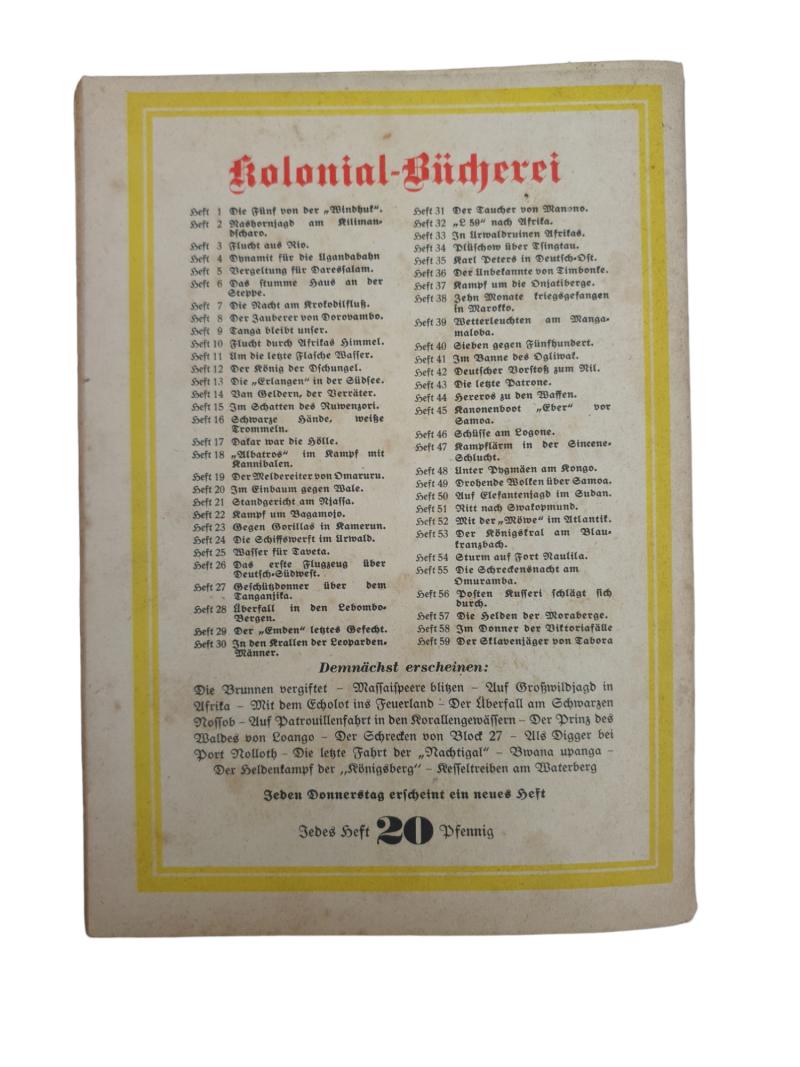 Kolonial-Bücherei
Heft 1 Die Fünf von der „Windhuk“.
Heft 2 Nashornjagd am Kiliman-
dscharo.
Heft 3 Flucht aus Rio.
Heft 4 Dynamit für die Ugandabahn
Heft 5 Vergeltung für Daressalam.
Heft 6 Das stumme Haus an der
Steppe.
Heft 7 Die Nacht am Krokodilfluß.
Heft 8 Der Zauberer von Dorovambo.
Heft 9 Tanga bleibt unser.
Heft 10 Flucht durch Afrikas Himmel.
Heft 11 Um die letzte Flasche Wasser.
Heft 12 Der König der Dschungel.
Heft 13 Die „Erlangen“ in der Südsee.
Heft 14 Van Geldern, der Verräter.
Heft 15 Im Schatten des Ruwenzori.
Heft 16 Schwarze Hände, weiße
Trommeln.
Heft 17 Dakar war die Hölle.
Heft 18 „Albatros“ im Kampf mit
Kannibalen.
Heft 19 Der Meldereiter von Omaruru.
Heft 20 Im Einbaum gegen Wale.
Heft 21 Standgericht am Njassa.
Heft 22 Kampf um Bagamojo.
Heft 23 Gegen Gorillas in Kamerun.
Heft 24 Die Schiffswerft im Urwald.
Heft 25 Wasser für Taveta.
Heft 26 Das erste Flugzeug über
Deutsch-Südwest.
Heft 27 Geschützdonner über dem
Tanganjika.
Heft 28 Überfall in den Lebombo-
Bergen.
Heft 29 Der „Emden“ letztes Gefecht.
Heft 30 In den Krallen der Leoparden-
Männer.
Heft 31 Der Taucher von Manono.
Heft 32 „L 59“ nach Afrika.
Heft 33 In Urwaldruinen Afrikas.
Heft 34 Plüschow über Tsingtau.
Heft 35 Karl Peters in Deutsch-Ost.
Heft 36 Der Unbekannte von Timbonke.
Heft 37 Kampf um die Onjatiberge.
Heft 38 Zehn Monate kriegsgefangen
in Marokko.
Heft 39 Wetterleuchten am Manga-
maloba.
Heft 40 Sieben gegen Fünfhundert.
Heft 41 Im Banne des Ogliwak.
Heft 42 Deutscher Vorstoß zum Nil.
Heft 43 Die letzte Patrone.
Heft 44 Hereros zu den Waffen.
Heft 45 Kanonenboot „Eber“ vor
Samoa.
Heft 46 Schüsse am Logone.
Heft 47 Kampflärm in der Sincene-
Schlucht.
Heft 48 Unter Pygmäen am Kongo.
Heft 49 Drohende Wolken über Samoa.
Heft 50 Auf Elefantenjagd im Sudan.
Heft 51 Ritt nach Swakopmund.
Heft 52 Mit der „Möwe“ im Atlantik.
Heft 53 Der Königskral am Blau-
kranzbach.
Heft 54 Sturm auf Fort Naulila.
Heft 55 Die Schreckensnacht am
Omuramba.
Heft 56 Posten Kusseri schlägt sich
durch.
Heft 57 Die Helden der Moraberge.
Heft 58 Im Donner der Viktoriafälle
Heft 59 Der Sklavenjäger von Tabora
Demnächst erscheinen:
Die Brunnen vergiftet – Massaispeere blitzen – Auf Großwildjagd in
Afrika – Mit dem Echolot ins Feuerland – Der Überfall am Schwarzen
Nossob – Auf Patrouillenfahrt in den Korallengewässern – Der Prinz des
Waldes von Loango – Der Schrecken von Block 27 – Als Digger bei
Port Nolloth – Die letzte Fahrt der „Nachtigal“ – Bwana upanga –
Der Heldenkampf der „Königsberg“ – Kesseltreiben am Waterberg
Jeden Donnerstag erscheint ein neues Heft
Jedes Heft 20 Pfennig